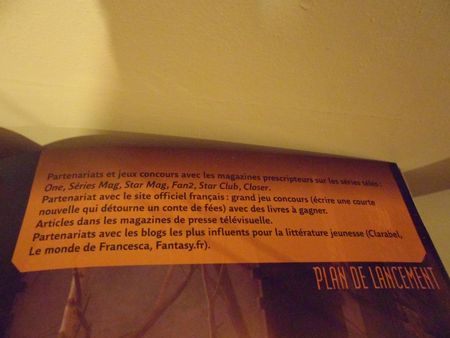 Partenariats et jeux concours avec les magazines prescripteurs sur les séries télés :
One, Séries Mag, Star Mag, Fan2, Star Club, Closer.
Partenariat avec le site officiel français : grand jeu concours (écrire une courte
nouvelle qui détourne un conte de fées) avec des livres à gagner.
Articles dans les magazines de presse télévisuelle.
Partenariats avec les blogs les plus influents pour la littérature jeunesse (Clarabel,
Le monde de Francesca, Fantasy.fr).
PLAN DE LANCEMENT